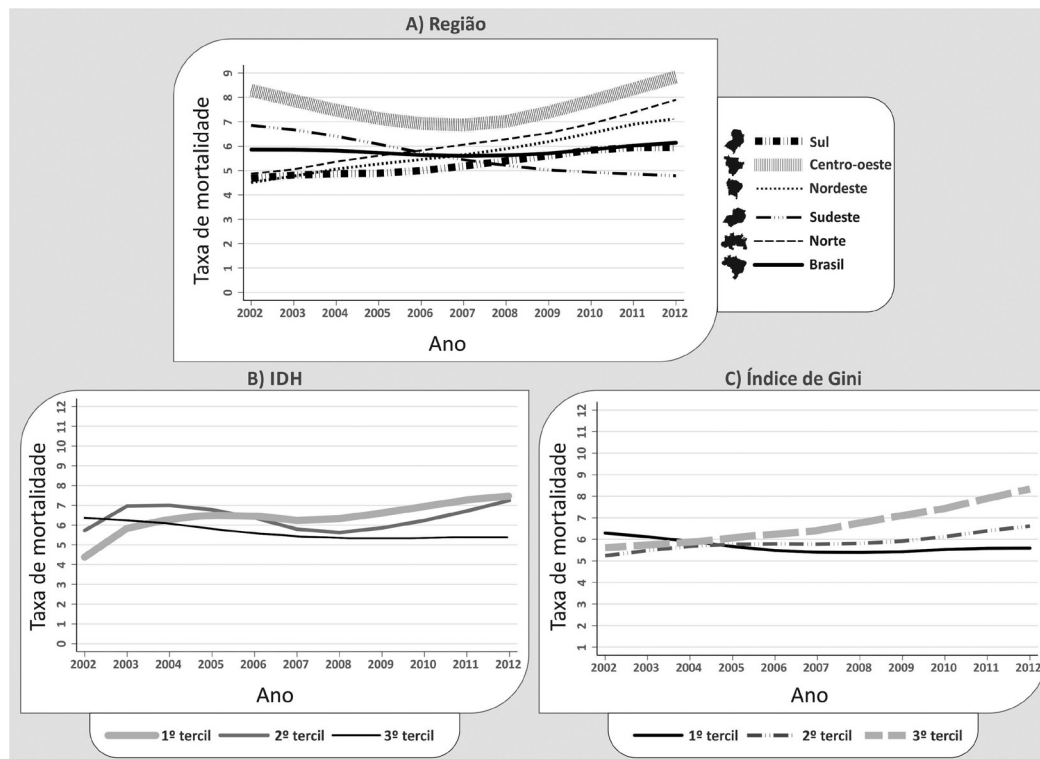 A) Região
Taxa de mortalidade
9
8
7
6
5
4
3
2
1
0
2002 2003 2004 2005 2006 2007 2008 2009 2010 2011 2012
Ano
Sul
Centro-oeste
Nordeste
Sudeste
Norte
Brasil
B) IDH
Taxa de mortalidade
12
11
10
9
8
7
6
5
4
3
2
1
0
2002 2003 2004 2005 2006 2007 2008 2009 2010 2011 2012
Ano
1º tercil 2º tercil 3º tercil
C) Índice de Gini
Taxa de mortalidade
12
11
10
9
8
7
6
5
4
3
2
1
2002 2003 2004 2005 2006 2007 2008 2009 2010 2011 2012
Ano
1º tercil 2º tercil 3º tercil